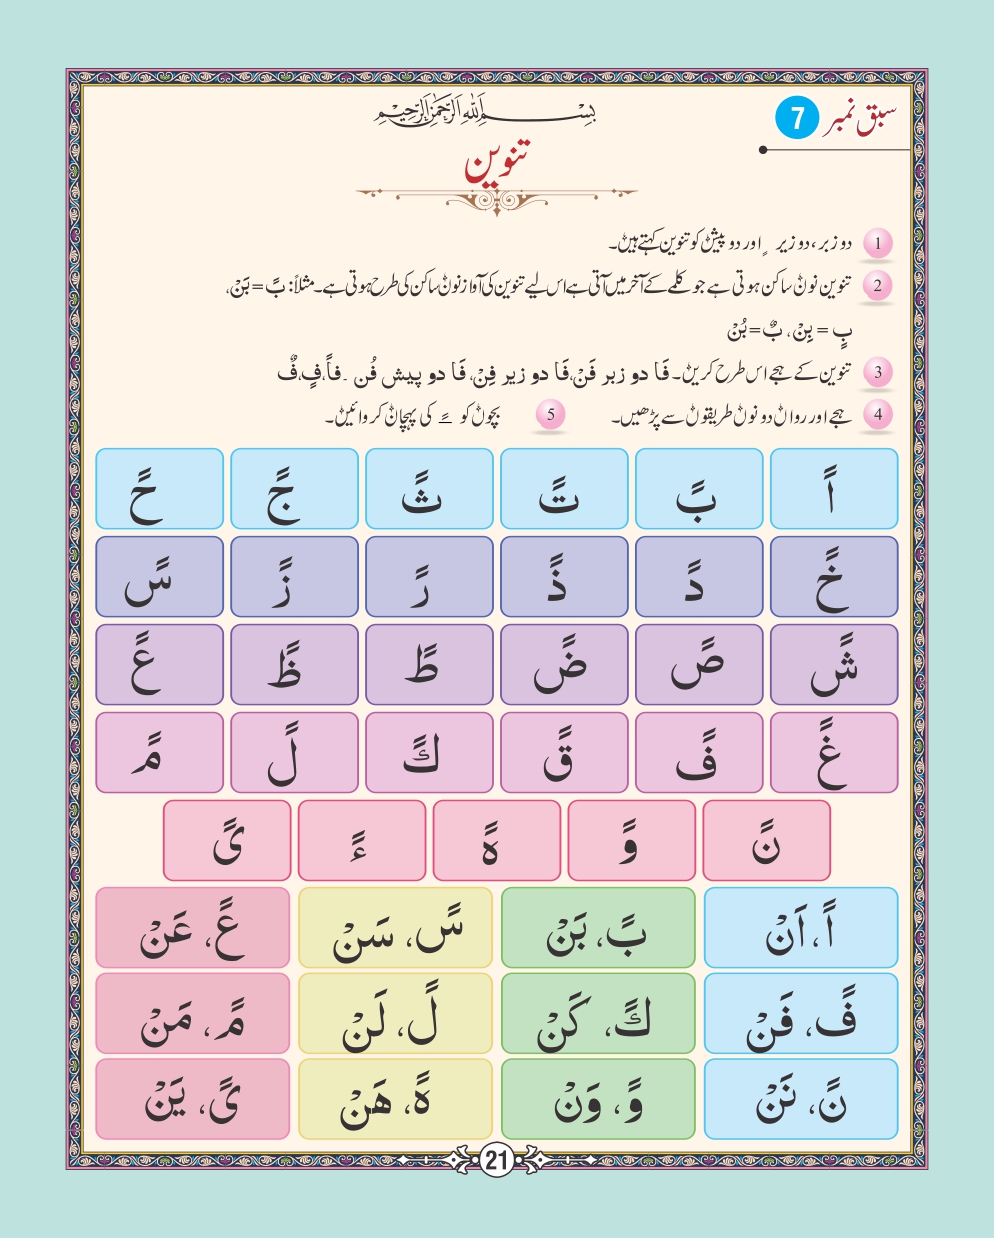 سبق نمبر 7
بِسْمِ اللهِ الرَّحْمٰنِ الرَّحِيْمِ
تنوین
1 دو زبر، دو زیر ٍ اور دو پیش کو تنوین کہتے ہیں۔
2 تنوین نون ساکن ہوتی ہے جو کلمے کے آخر میں آتی ہے اس لیے تنوین کی آواز نون ساکن کی طرح ہوتی ہے۔ مثلاً: بً = بَنْ،
بٍ = بِنْ، بٌ = بُنْ
3 تنوین کے ہجے اس طرح کریں۔ فَا دو زبر فَنْ، فَا دو زیر فِنْ، فَا دو پیش فُن ۔ فاً، فٍ، فٌ
4 ہجے اور رواں دونوں طریقوں سے پڑھیں۔ 5 بچوں کو ـً کی پہچان کروائیں۔
اً بً تً ثً جً حً
خً دً ذً رً زً سً
شً صً ضً طً ظً عً
غً فً قً كً لً مً
نً وً ةً ءً یً
اً، اَنْ بً، بَنْ سً، سَنْ عً، عَنْ
فً، فَنْ كً، كَنْ لً، لَنْ مً، مَنْ
نً، نَنْ وً، وَنْ ةً، هَنْ یً، یَنْ
21